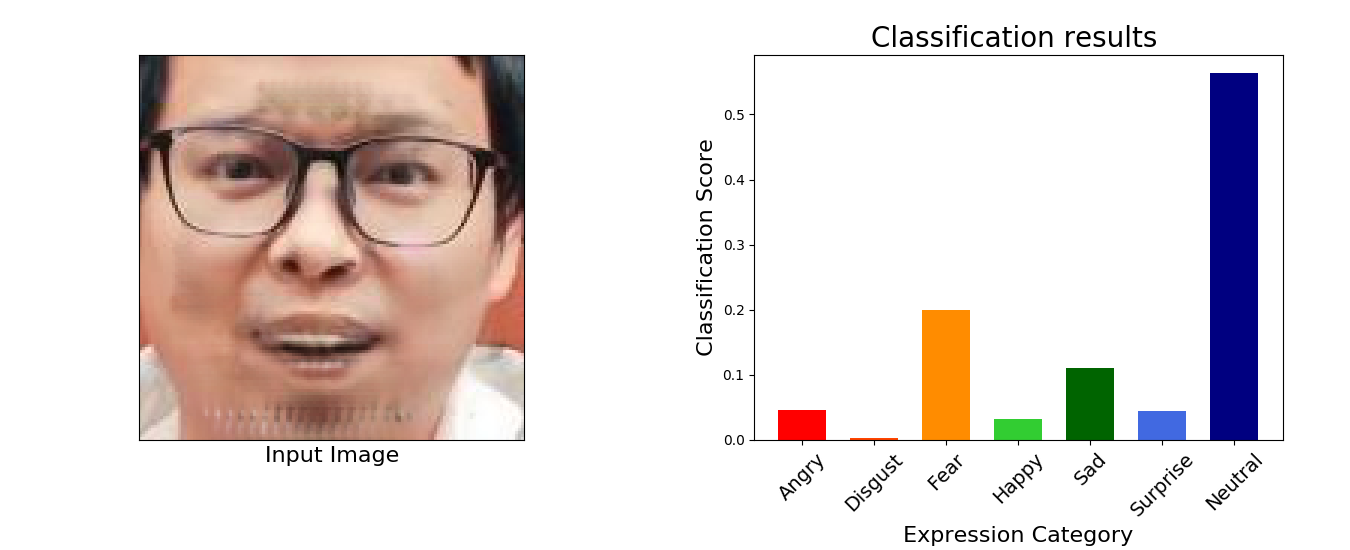 Classification results
Classification Score
0.5
0.4
0.3
0.2
0.1
0.0
Angry
Disgust
Fear
Happy
Sad
Surprise
Neutral
Expression Category
Input Image